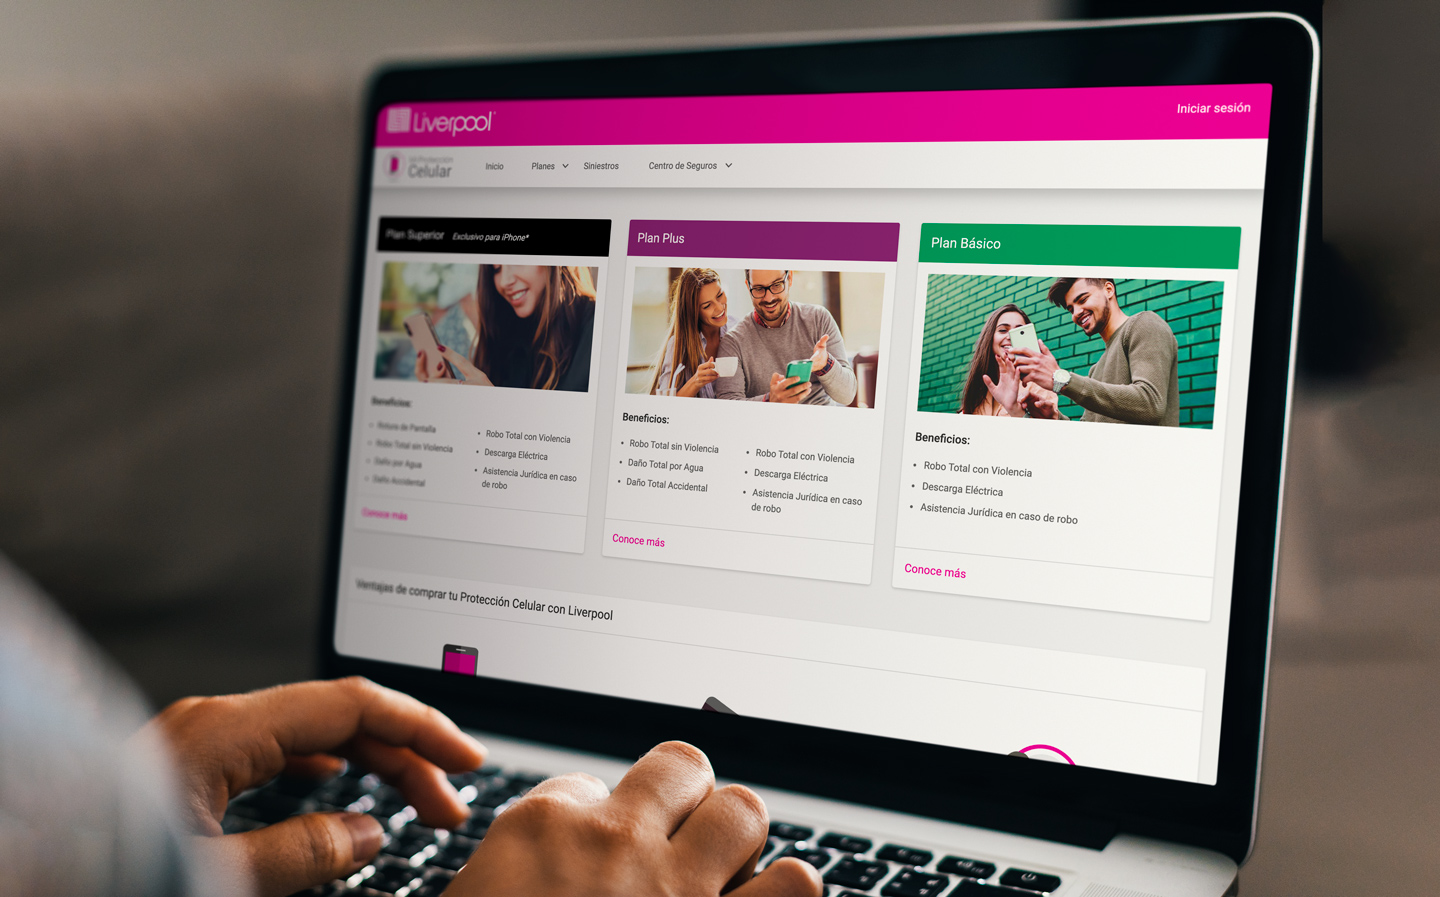 Liverpool
Iniciar sesión
Mi Protección
Celular
Inicio
Planes
Siniestros
Centro de Seguros
Plan Superior Exclusivo para iPhone*
Beneficios:
Rotura de Pantalla
Robo Total sin Violencia
Daño por Agua
Daño Accidental
Robo Total con Violencia
Descarga Eléctrica
Asistencia Jurídica en caso
de robo
Conoce más
Plan Plus
Beneficios:
Robo Total sin Violencia
Daño Total por Agua
Daño Total Accidental
Robo Total con Violencia
Descarga Eléctrica
Asistencia Jurídica en caso
de robo
Conoce más
Plan Básico
Beneficios:
Robo Total con Violencia
Descarga Eléctrica
Asistencia Jurídica en caso de robo
Conoce más
Ventajas de comprar tu Protección Celular con Liverpool